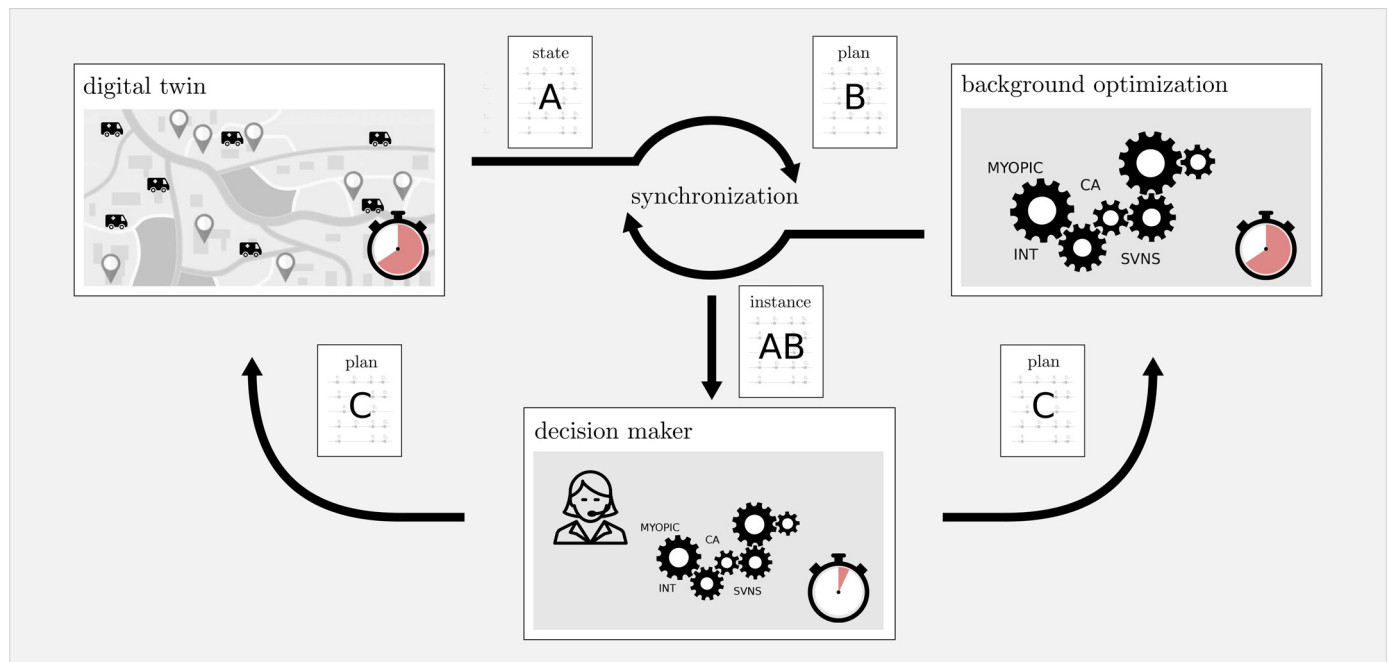 digital twin
state
A
plan
B
background optimization
MYOPIC
CA
INT
SVNS
synchronization
instance
AB
plan
C
plan
C
decision maker
MYOPIC
CA
INT
SVNS